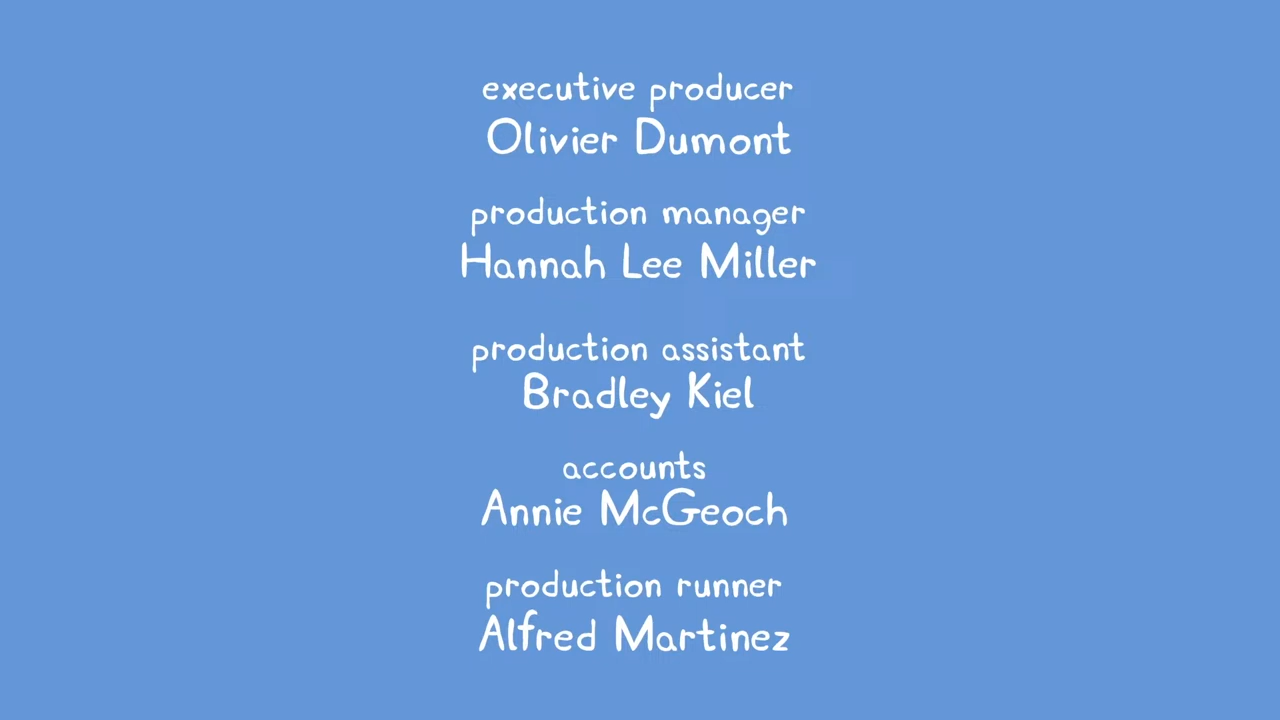 executive producer
Olivier Dumont
production manager
Hannah Lee Miller
production assistant
Bradley Kiel
accounts
Annie McGeoch
production runner
Alfred Martinez